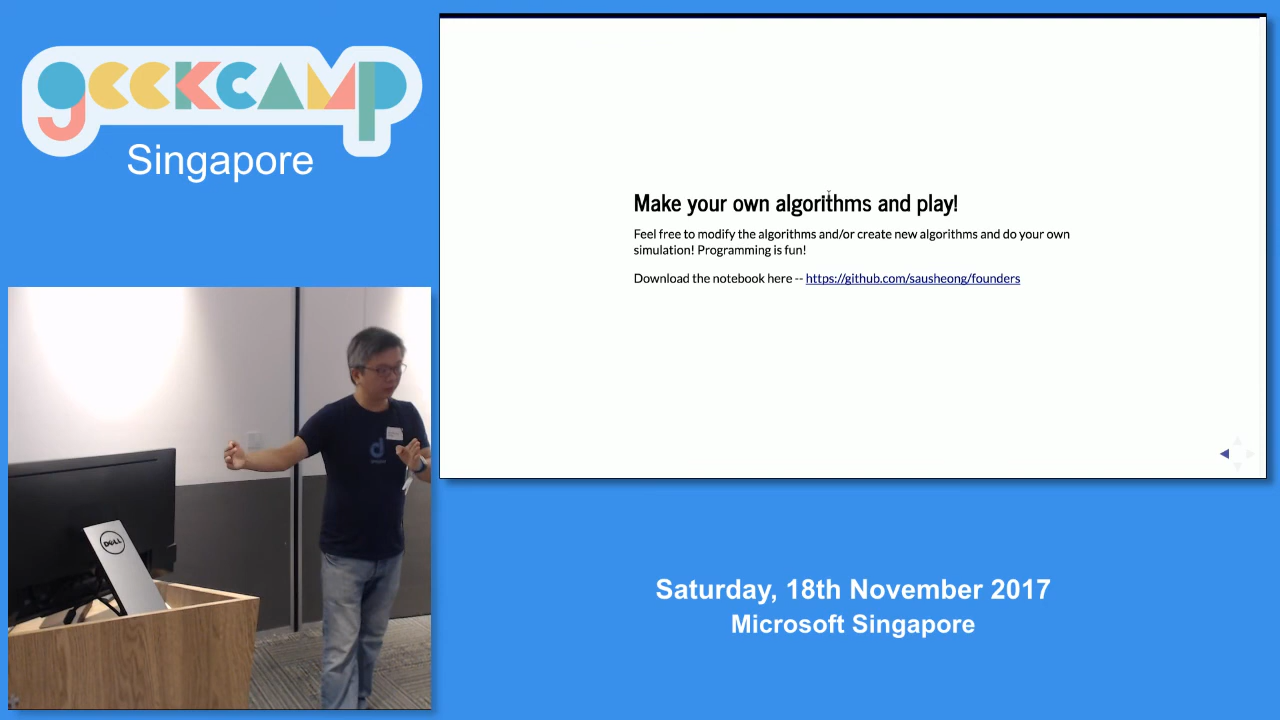 geekcamp
Singapore
Make your own algorithms and play!
Feel free to modify the algorithms and/or create new algorithms and do your own
simulation! Programming is fun!
Download the notebook here -- https://github.com/sausheong/founders
DELL
Saturday, 18th November 2017
Microsoft Singapore